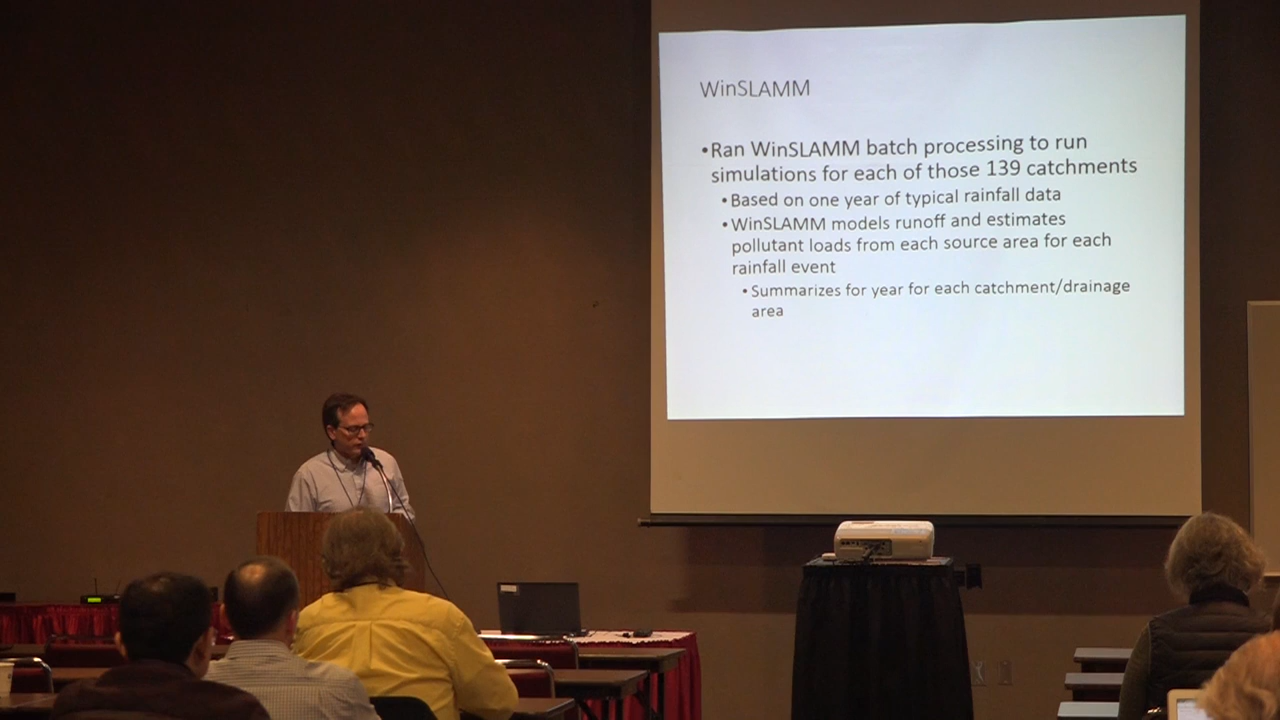 WinSLAMM
•Ran WinSLAMM batch processing to run
simulations for each of those 139 catchments
•Based on one year of typical rainfall data
•WinSLAMM models runoff and estimates
pollutant loads from each source area for each
rainfall event
•Summarizes for year for each catchment/drainage
area